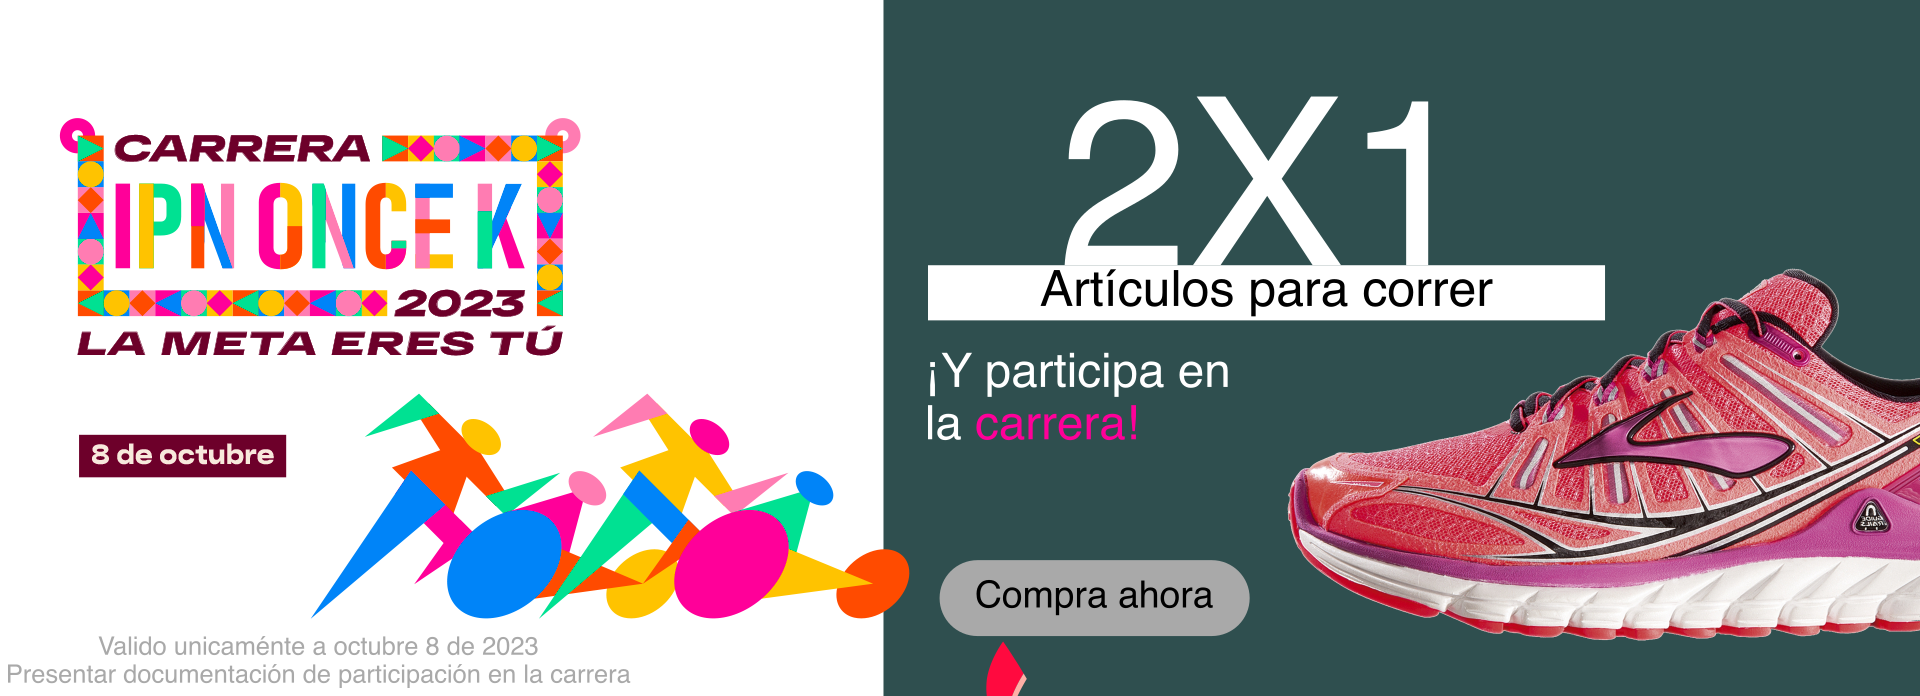 CARRERA
IPN ONCE K
2023
LA META ERES TÚ
8 de octubre
Valido unicaménte a octubre 8 de 2023
Presentar documentación de participación en la carrera
2X1
Artículos para correr
¡Y participa en
la carrera!
Compra ahora